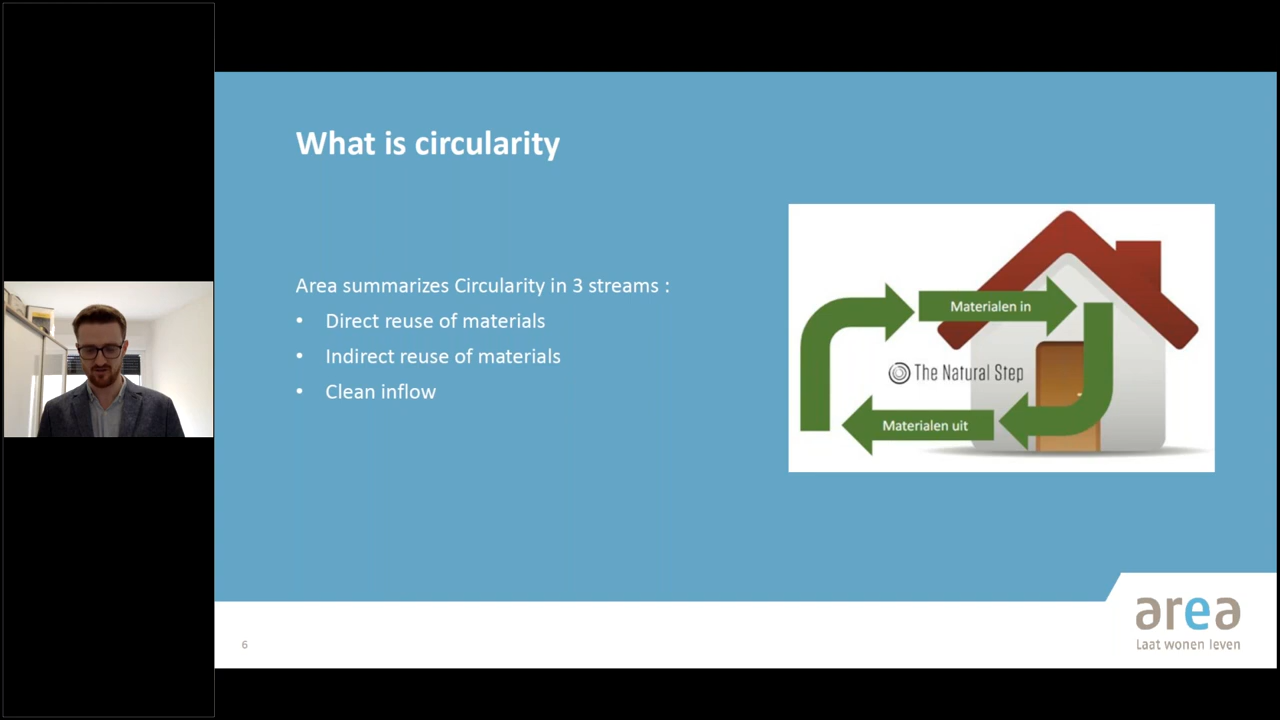 What is circularity
Area summarizes Circularity in 3 streams :
• Direct reuse of materials
• Indirect reuse of materials
• Clean inflow
Materialen in
The Natural Step
Materialen uit
6
area
Laat wonen leven